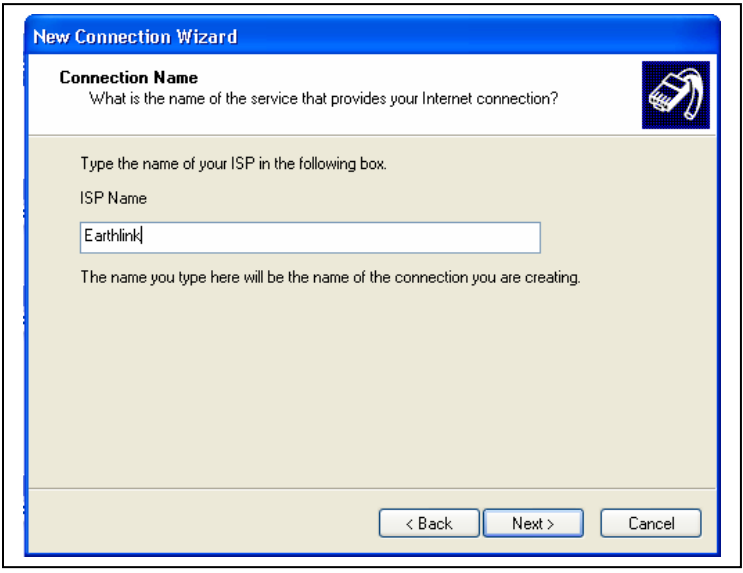 New Connection Wizard
Connection Name
What is the name of the service that provides your Internet connection?
Type the name of your ISP in the following box.
ISP Name
Earthlink
The name you type here will be the name of the connection you are creating.
< Back Next > Cancel